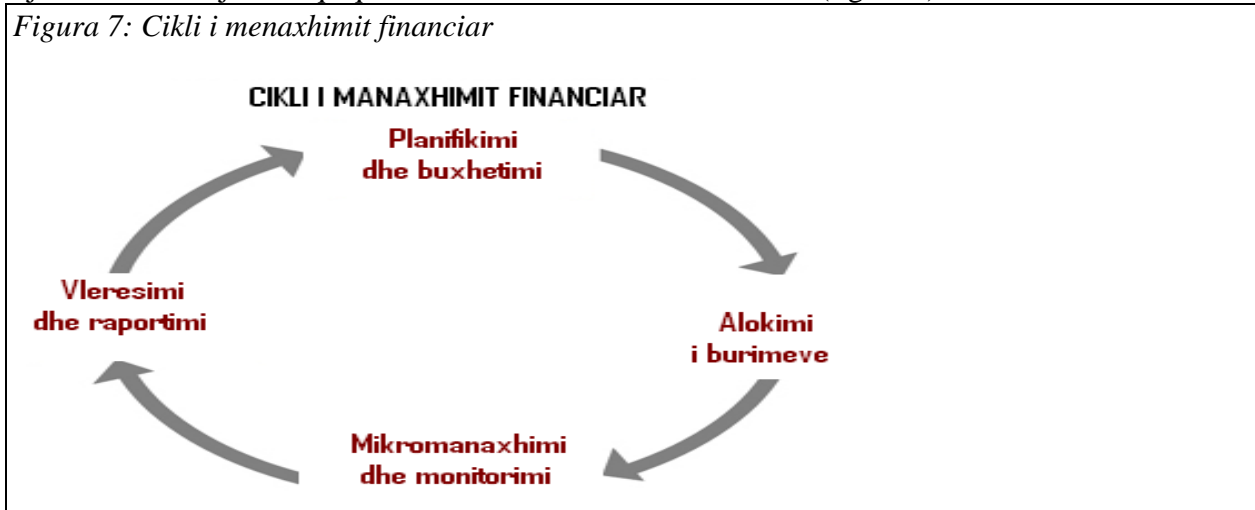 Figura 7: Cikli i menaxhimit financiar
CIKLI I MANAXHIMIT FINANCIAR
Planifikimi
dhe buxhetimi
Vleresimi
dhe raportimi
Alokimi
i burimeve
Mikromanaxhimi
dhe monitorimi